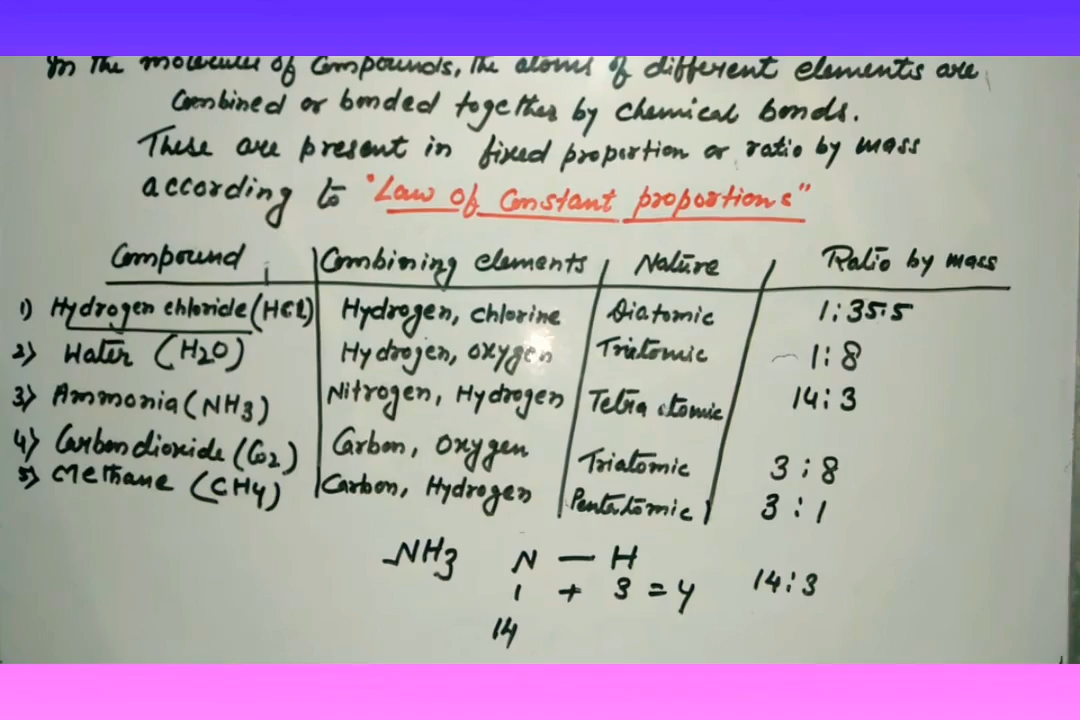 In the molecules of Compounds, the atoms of different elements are
Combined or bonded together by chemical bonds.
These are present in fixed proportion or ratio by mass
according to "Law of Constant proportions"
Compound Combining elements Nature Ratio by mass
1) Hydrogen chloride (HCl) Hydrogen, chlorine Diatomic 1:35.5
2) Water (H2O) Hydrogen, oxygen Triatomic 1:8
3) Ammonia (NH3) Nitrogen, Hydrogen Tetra atomic 14:3
4) Carbon dioxide (CO2) Carbon, Oxygen Triatomic 3:8
5) Methane (CH4) Carbon, Hydrogen Pentatomic 3:1
NH3 N — H
1 + 3 = 4 14:3
14